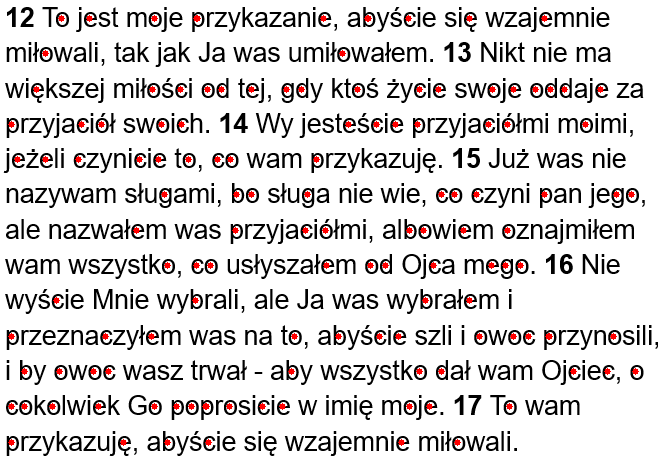 12 To jest moje przykazanie, abyście się wzajemnie
miłowali, tak jak Ja was umiłowałem. 13 Nikt nie ma
większej miłości od tej, gdy ktoś życie swoje oddaje za
przyjaciół swoich. 14 Wy jesteście przyjaciółmi moimi,
jeżeli czynicie to, co wam przykazuję. 15 Już was nie
nazywam sługami, bo sługa nie wie, co czyni pan jego,
ale nazwałem was przyjaciółmi, albowiem oznajmiłem
wam wszystko, co usłyszałem od Ojca mego. 16 Nie
wyście Mnie wybrali, ale Ja was wybrałem i
przeznaczyłem was na to, abyście szli i owoc przynosili,
i by owoc wasz trwał - aby wszystko dał wam Ojciec, o
cokolwiek Go poprosicie w imię moje. 17 To wam
przykazuję, abyście się wzajemnie miłowali.